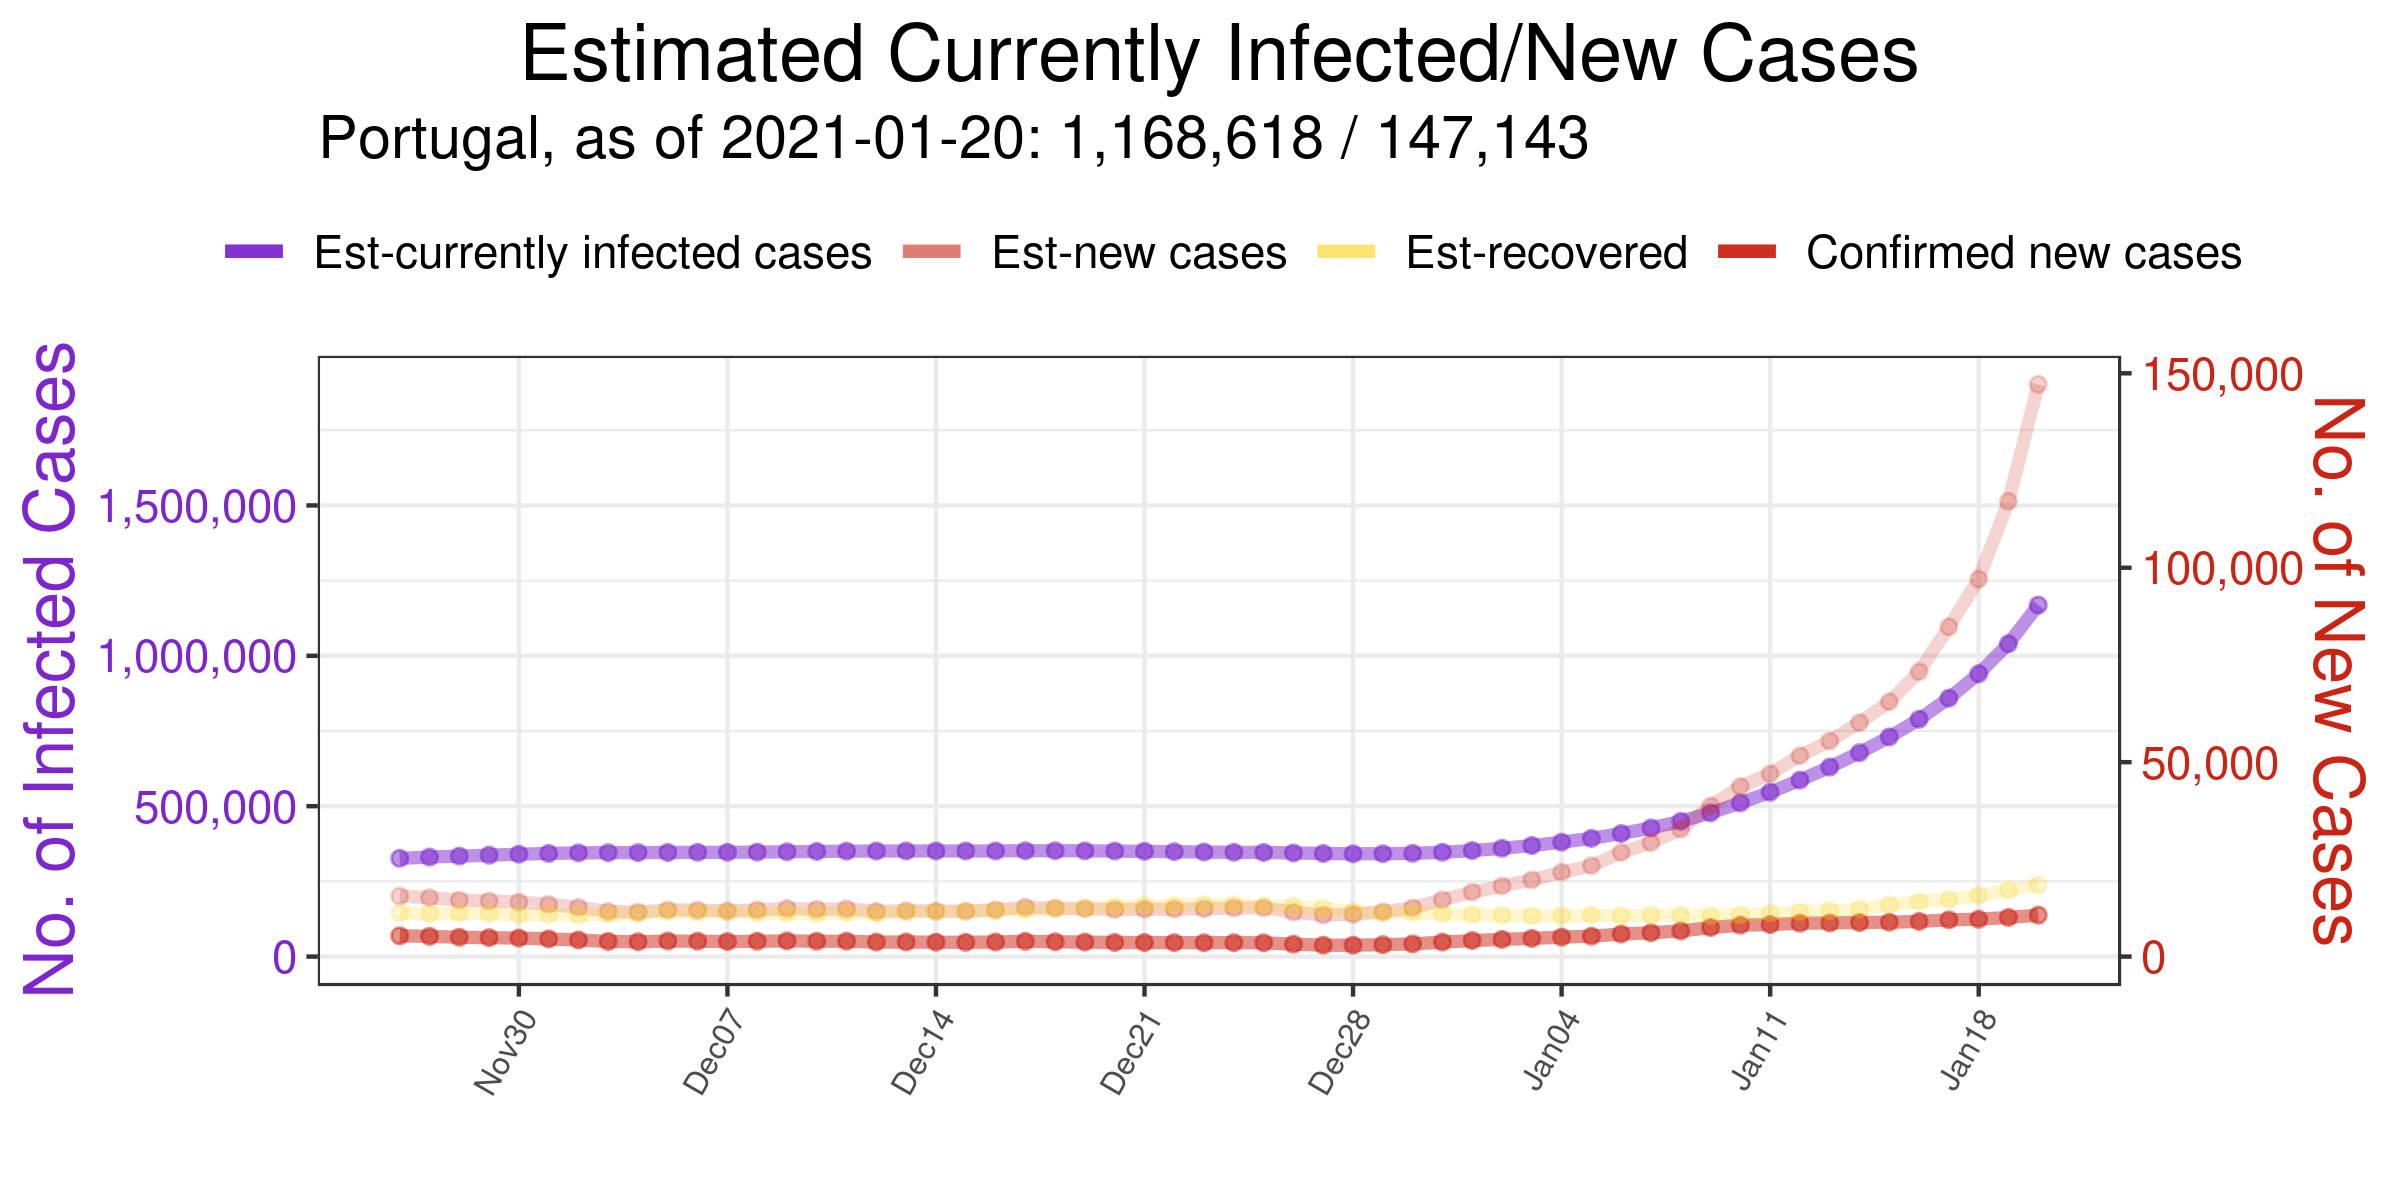 Estimated Currently Infected/New Cases
Portugal, as of 2021-01-20: 1,168,618 / 147,143
Est-currently infected cases Est-new cases Est-recovered Confirmed new cases
No. of Infected Cases
1,500,000
1,000,000
500,000
0
150,000
100,000
50,000
0
No. of New Cases
Nov30 Dec07 Dec14 Dec21 Dec28 Jan04 Jan11 Jan18